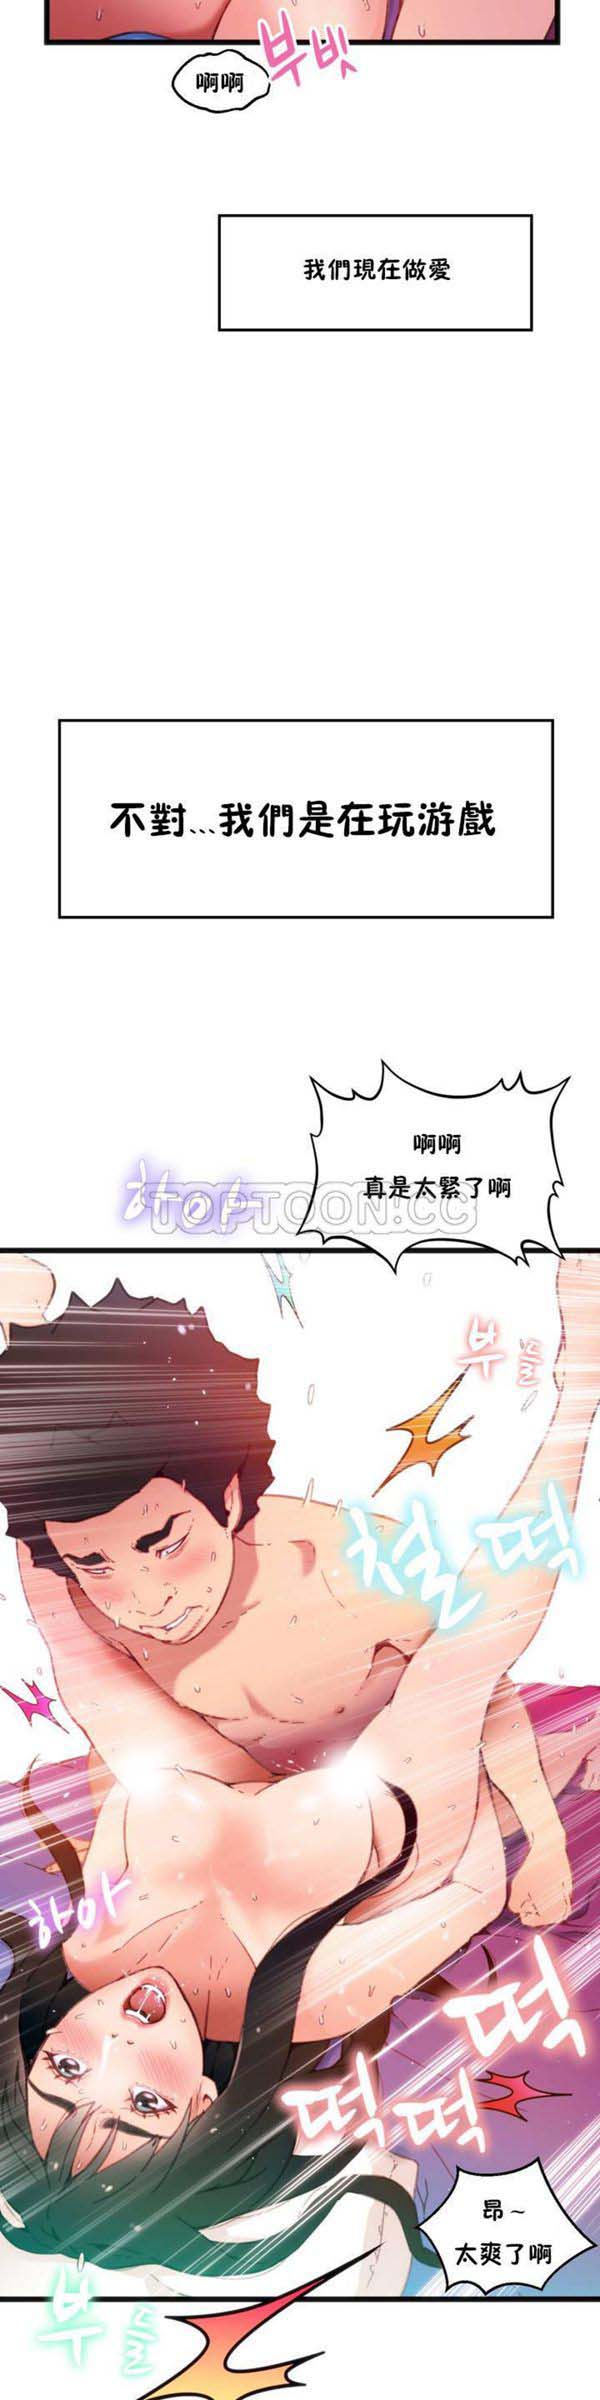 부빗
啊啊
我們現在做愛
不對...我們是在玩游戲
啊啊
真是太緊了啊
하아
TOPTOON.CC
부
철떡
하아
떡
떡떡
昂~
太爽了啊
부